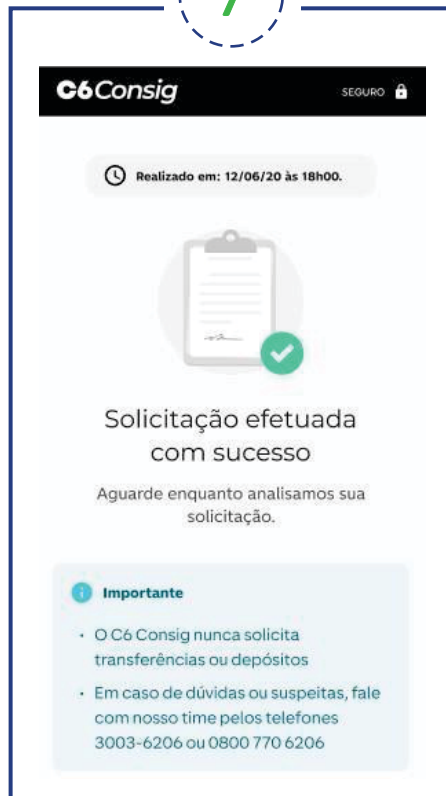 7
C6Consig
SEGURO
Realizado em: 12/06/20 às 18h00.
Solicitação efetuada
com sucesso
Aguarde enquanto analisamos sua
solicitação.
Importante
• O C6 Consig nunca solicita
transferências ou depósitos
• Em caso de dúvidas ou suspeitas, fale
com nosso time pelos telefones
3003-6206 ou 0800 770 6206